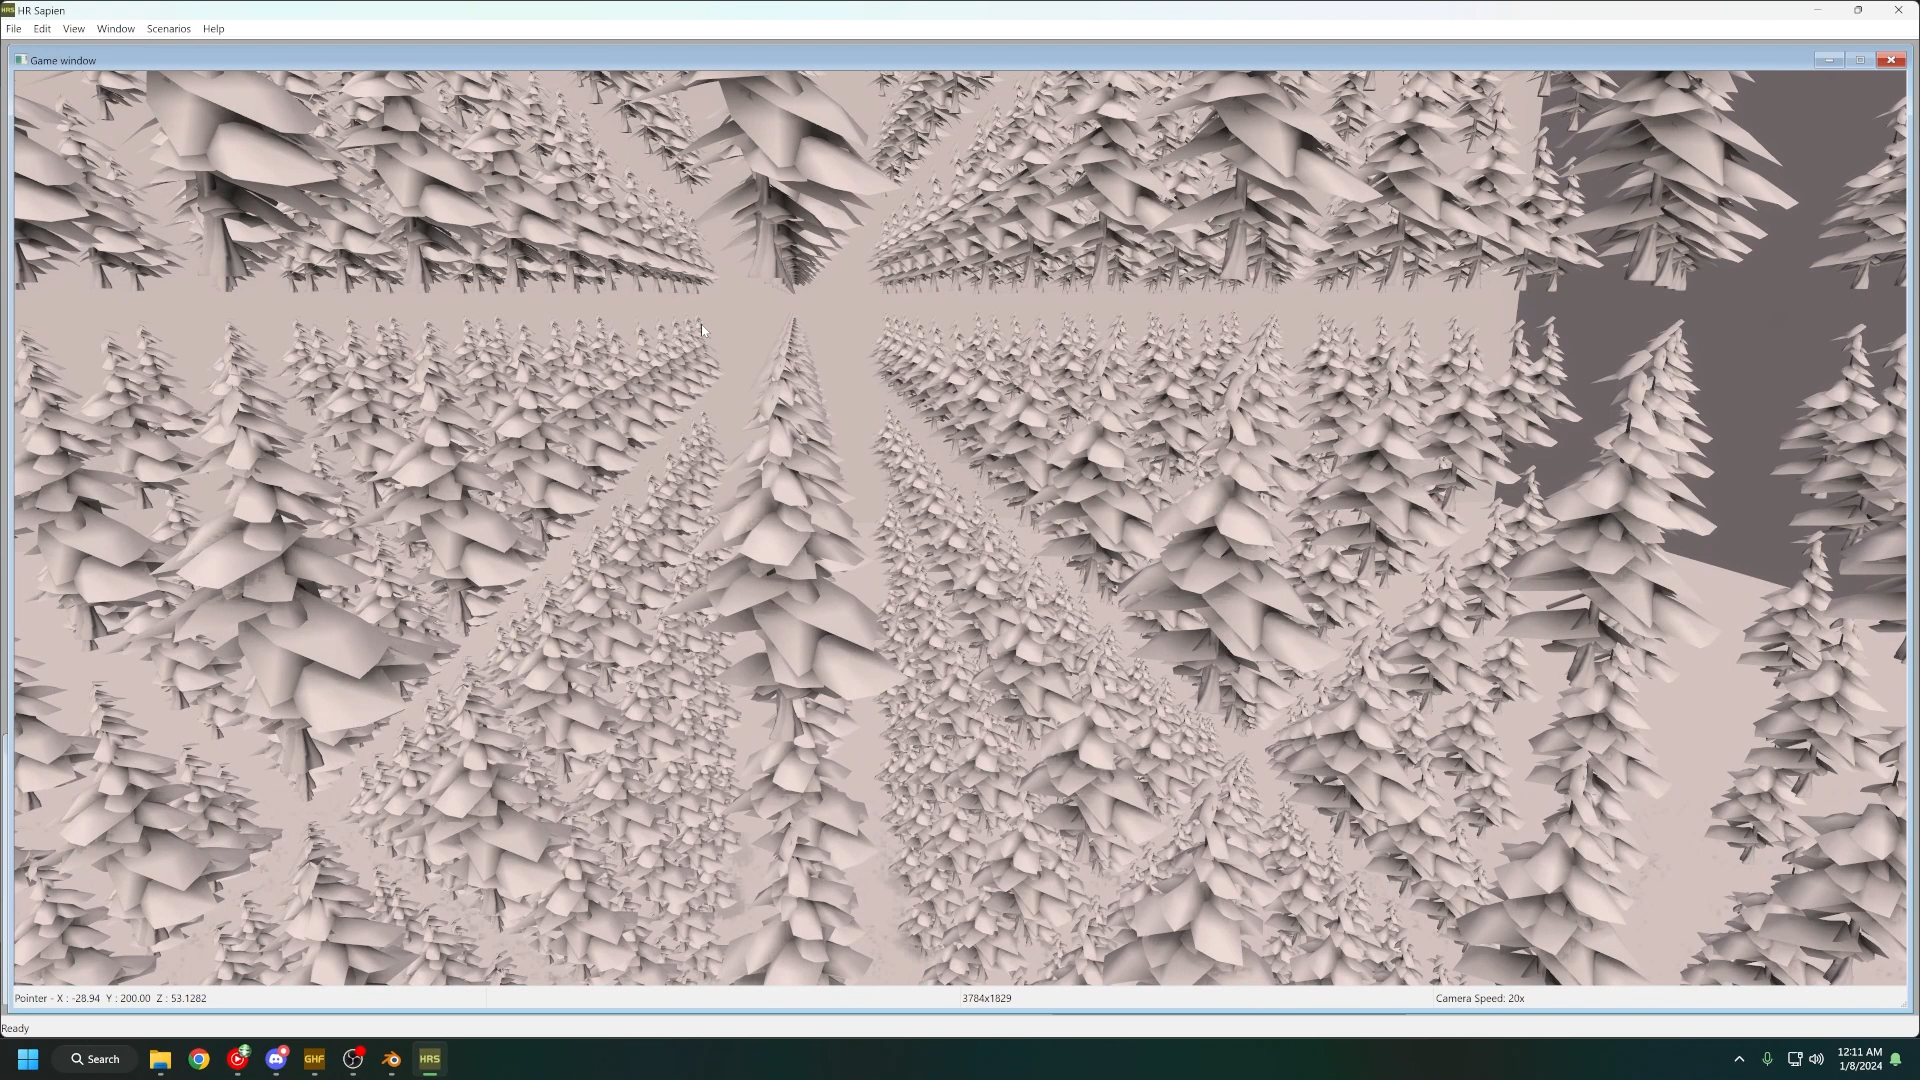 HRS HR Sapien
File Edit View Window Scenarios Help
Game window
Pointer - X : -28.94 Y : 200.00 Z : 53.1282 3784x1829 Camera Speed: 20x
Ready
Search GHF HRS 12:11 AM
1/8/2024